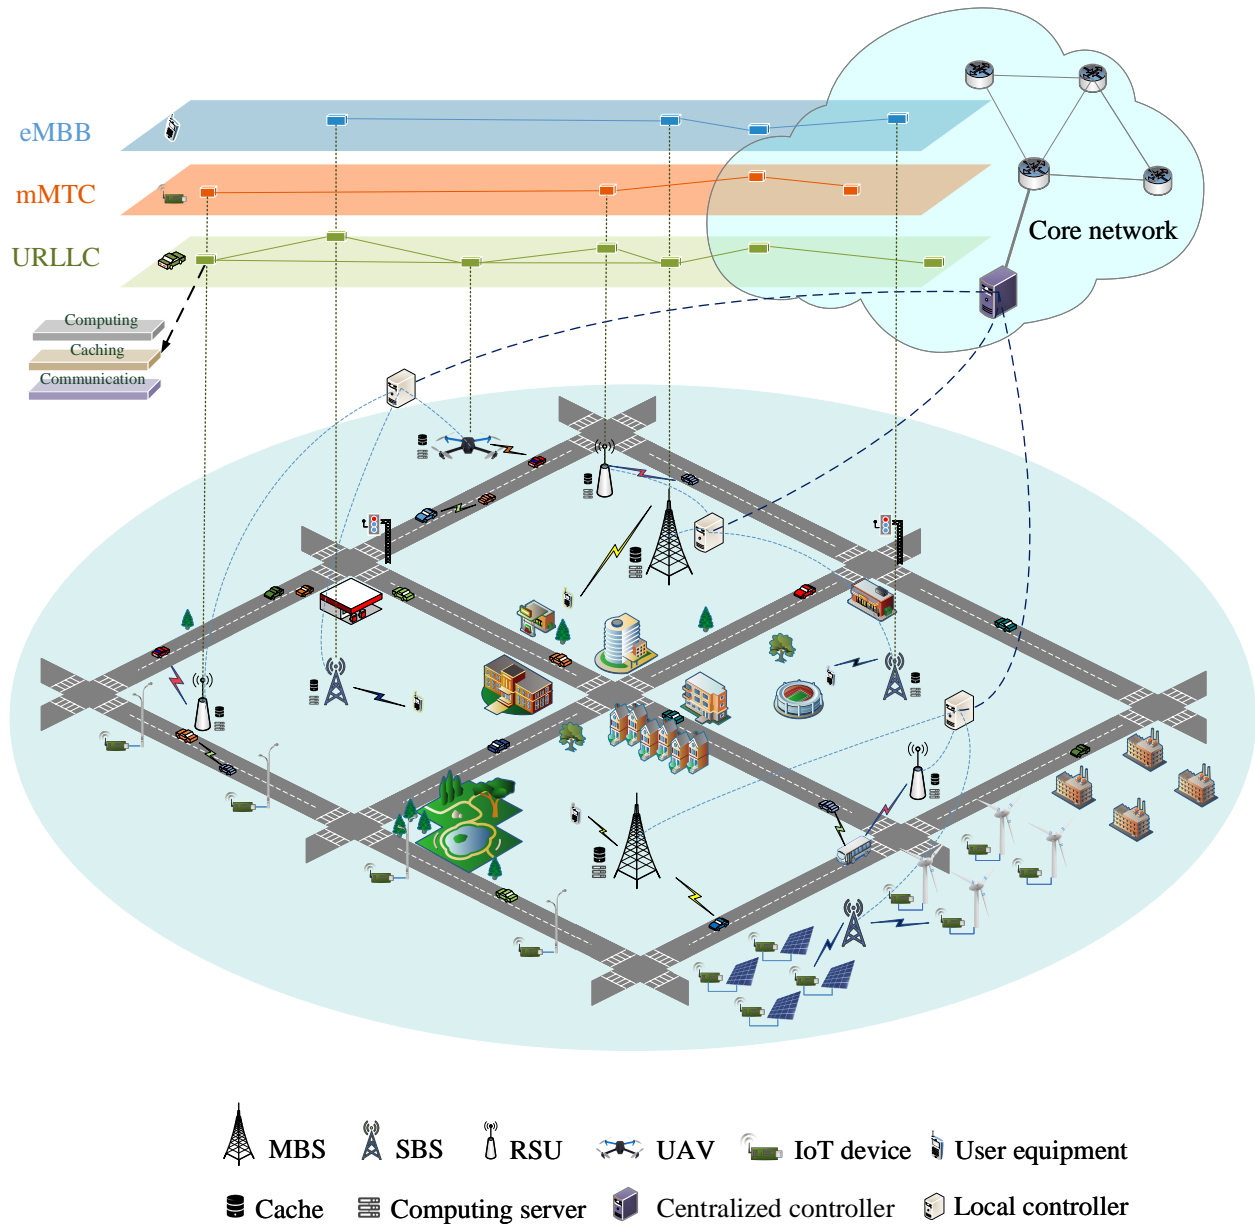 eMBB
mMTC
URLLC
Core network
Computing
Caching
Communication
MBS
SBS
RSU
UAV
IoT device
User equipment
Cache
Computing server
Centralized controller
Local controller